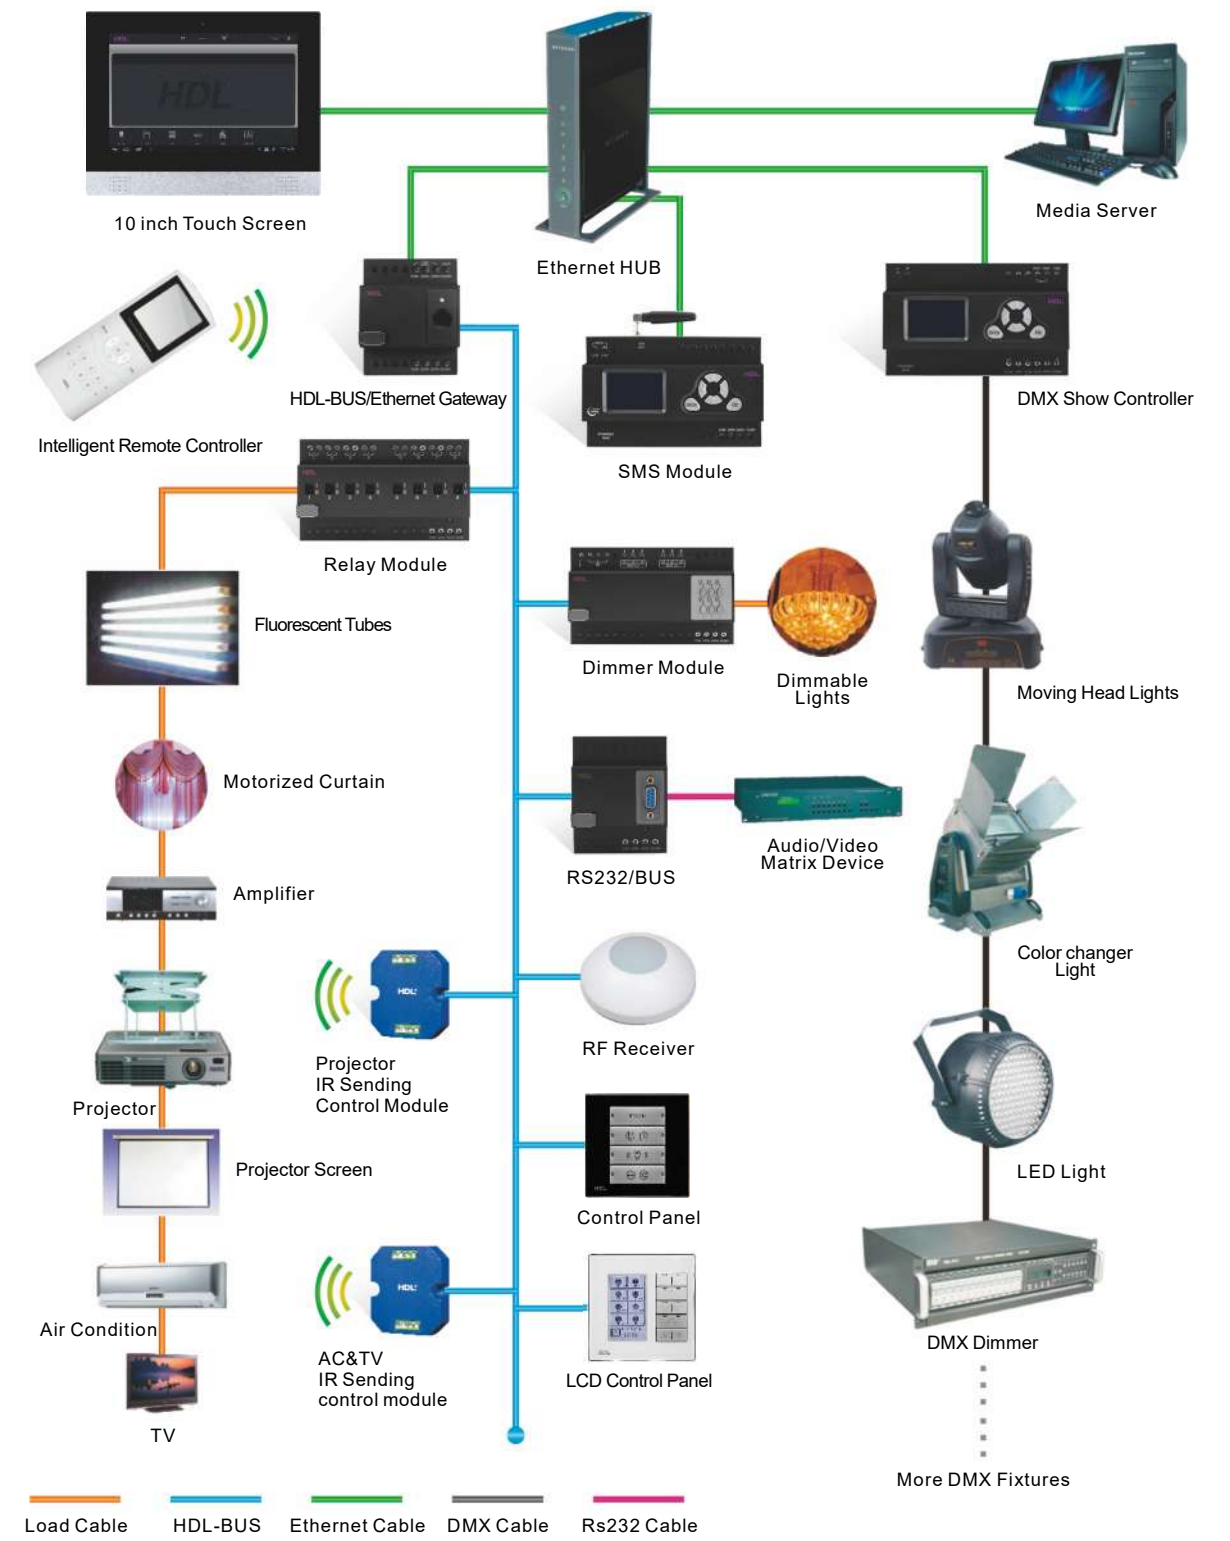 HDL
10 inch Touch Screen
Ethernet HUB
Media Server
Intelligent Remote Controller
HDL-BUS/Ethernet Gateway
SMS Module
DMX Show Controller
Relay Module
Fluorescent Tubes
Dimmer Module
Dimmable
Lights
Moving Head Lights
Motorized Curtain
RS232/BUS
Audio/Video
Matrix Device
Amplifier
Color changer
Light
HDL
Projector
IR Sending
Control Module
RF Receiver
Projector
Projector Screen
Control Panel
LED Light
HDL
Air Condition
AC&TV
IR Sending
control module
LCD Control Panel
DMX Dimmer
TV
More DMX Fixtures
Load Cable
HDL-BUS
Ethernet Cable
DMX Cable
Rs232 Cable